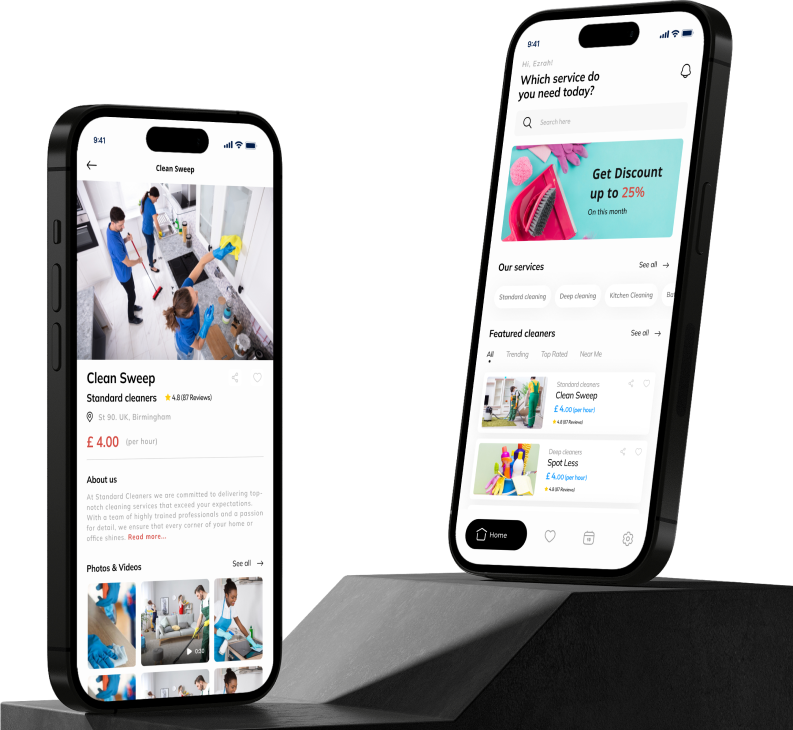 9:41
Clean Sweep
Clean Sweep
Standard cleaners 4.8 (87 Reviews)
St 90. UK, Birmingham
£ 4.00 (per hour)
About us
At Standard Cleaners we are committed to delivering top-
notch cleaning services that exceed your expectations.
With a team of highly trained professionals and a passion
for detail, we ensure that every corner of your home or
office shines. Read more...
Photos & Videos See all
0:30
9:41
Hi, Ezrahl
Which service do
you need today?
Search here
Get Discount
up to 25%
On this month
Our services See all
Standard cleaning Deep cleaning Kitchen Cleaning
Featured cleaners See all
All Trending Top Rated Near Me
Standard cleaners
Clean Sweep
£ 4.00 (per hour)
4.8 (87 Reviews)
Deep cleaners
Spot Less
£ 4.00 (per hour)
4.8 (87 Reviews)
Home